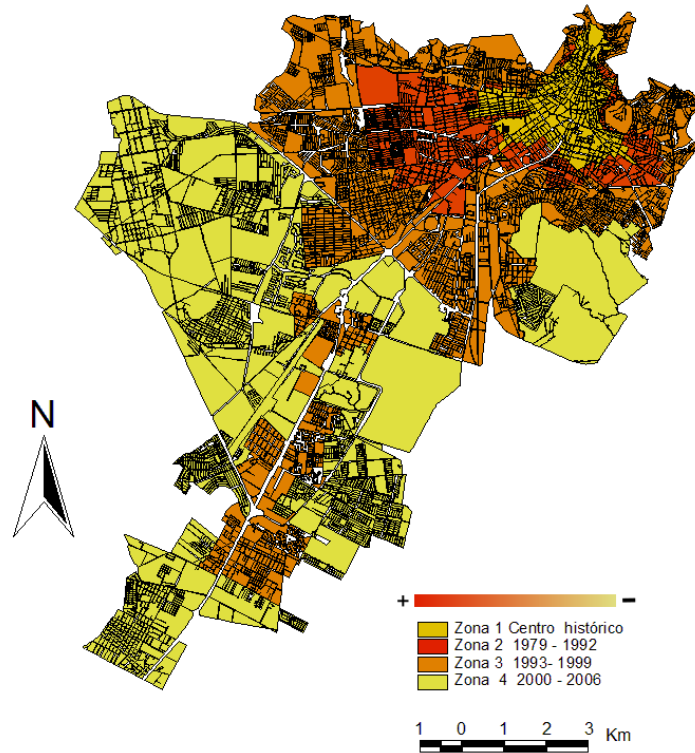 N
+ −
Zona 1 Centro histórico
Zona 2 1979 - 1992
Zona 3 1993- 1999
Zona 4 2000 - 2006
1 0 1 2 3 Km